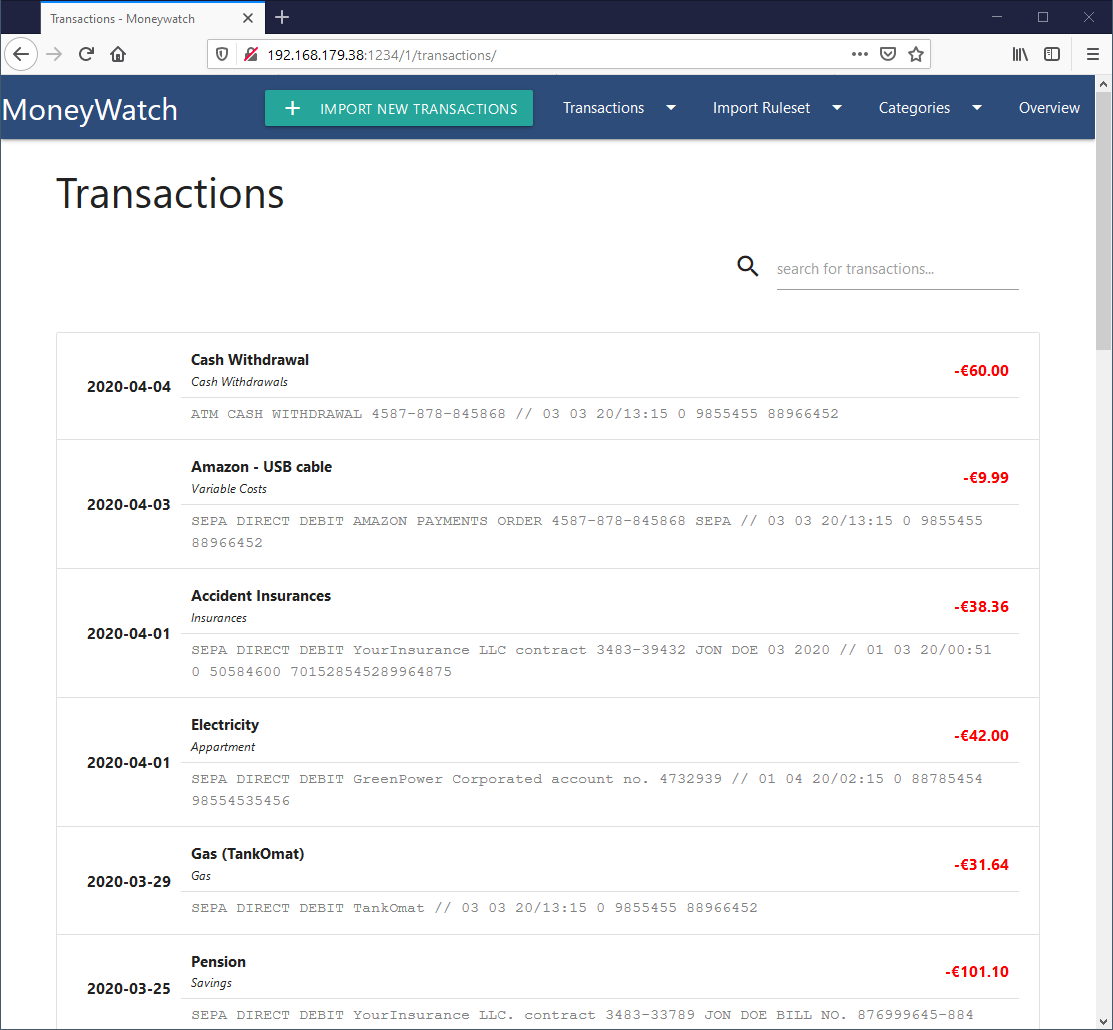 Transactions - Moneywatch
192.168.179.38:1234/1/transactions/
MoneyWatch
IMPORT NEW TRANSACTIONS
Transactions
Import Ruleset
Categories
Overview
Transactions
search for transactions...
Cash Withdrawal
-€60.00
Cash Withdrawals
2020-04-04
ATM CASH WITHDRAWAL 4587-878-845868 // 03 03 20/13:15 0 9855455 88966452
Amazon - USB cable
-€9.99
Variable Costs
2020-04-03
SEPA DIRECT DEBIT AMAZON PAYMENTS ORDER 4587-878-845868 SEPA // 03 03 20/13:15 0 9855455
88966452
Accident Insurances
-€38.36
Insurances
2020-04-01
SEPA DIRECT DEBIT YourInsurance LLC contract 3483-39432 JON DOE 03 2020 // 01 03 20/00:51
0 50584600 701528545289964875
Electricity
-€42.00
Appartment
2020-04-01
SEPA DIRECT DEBIT GreenPower Corporated account no. 4732939 // 01 04 20/02:15 0 88785454
98554535456
Gas (TankOmat)
-€31.64
Gas
2020-03-29
SEPA DIRECT DEBIT TankOmat // 03 03 20/13:15 0 9855455 88966452
Pension
-€101.10
Savings
2020-03-25
SEPA DIRECT DEBIT YourInsurance LLC. contract 3483-33789 JON DOE BILL NO. 876999645-884